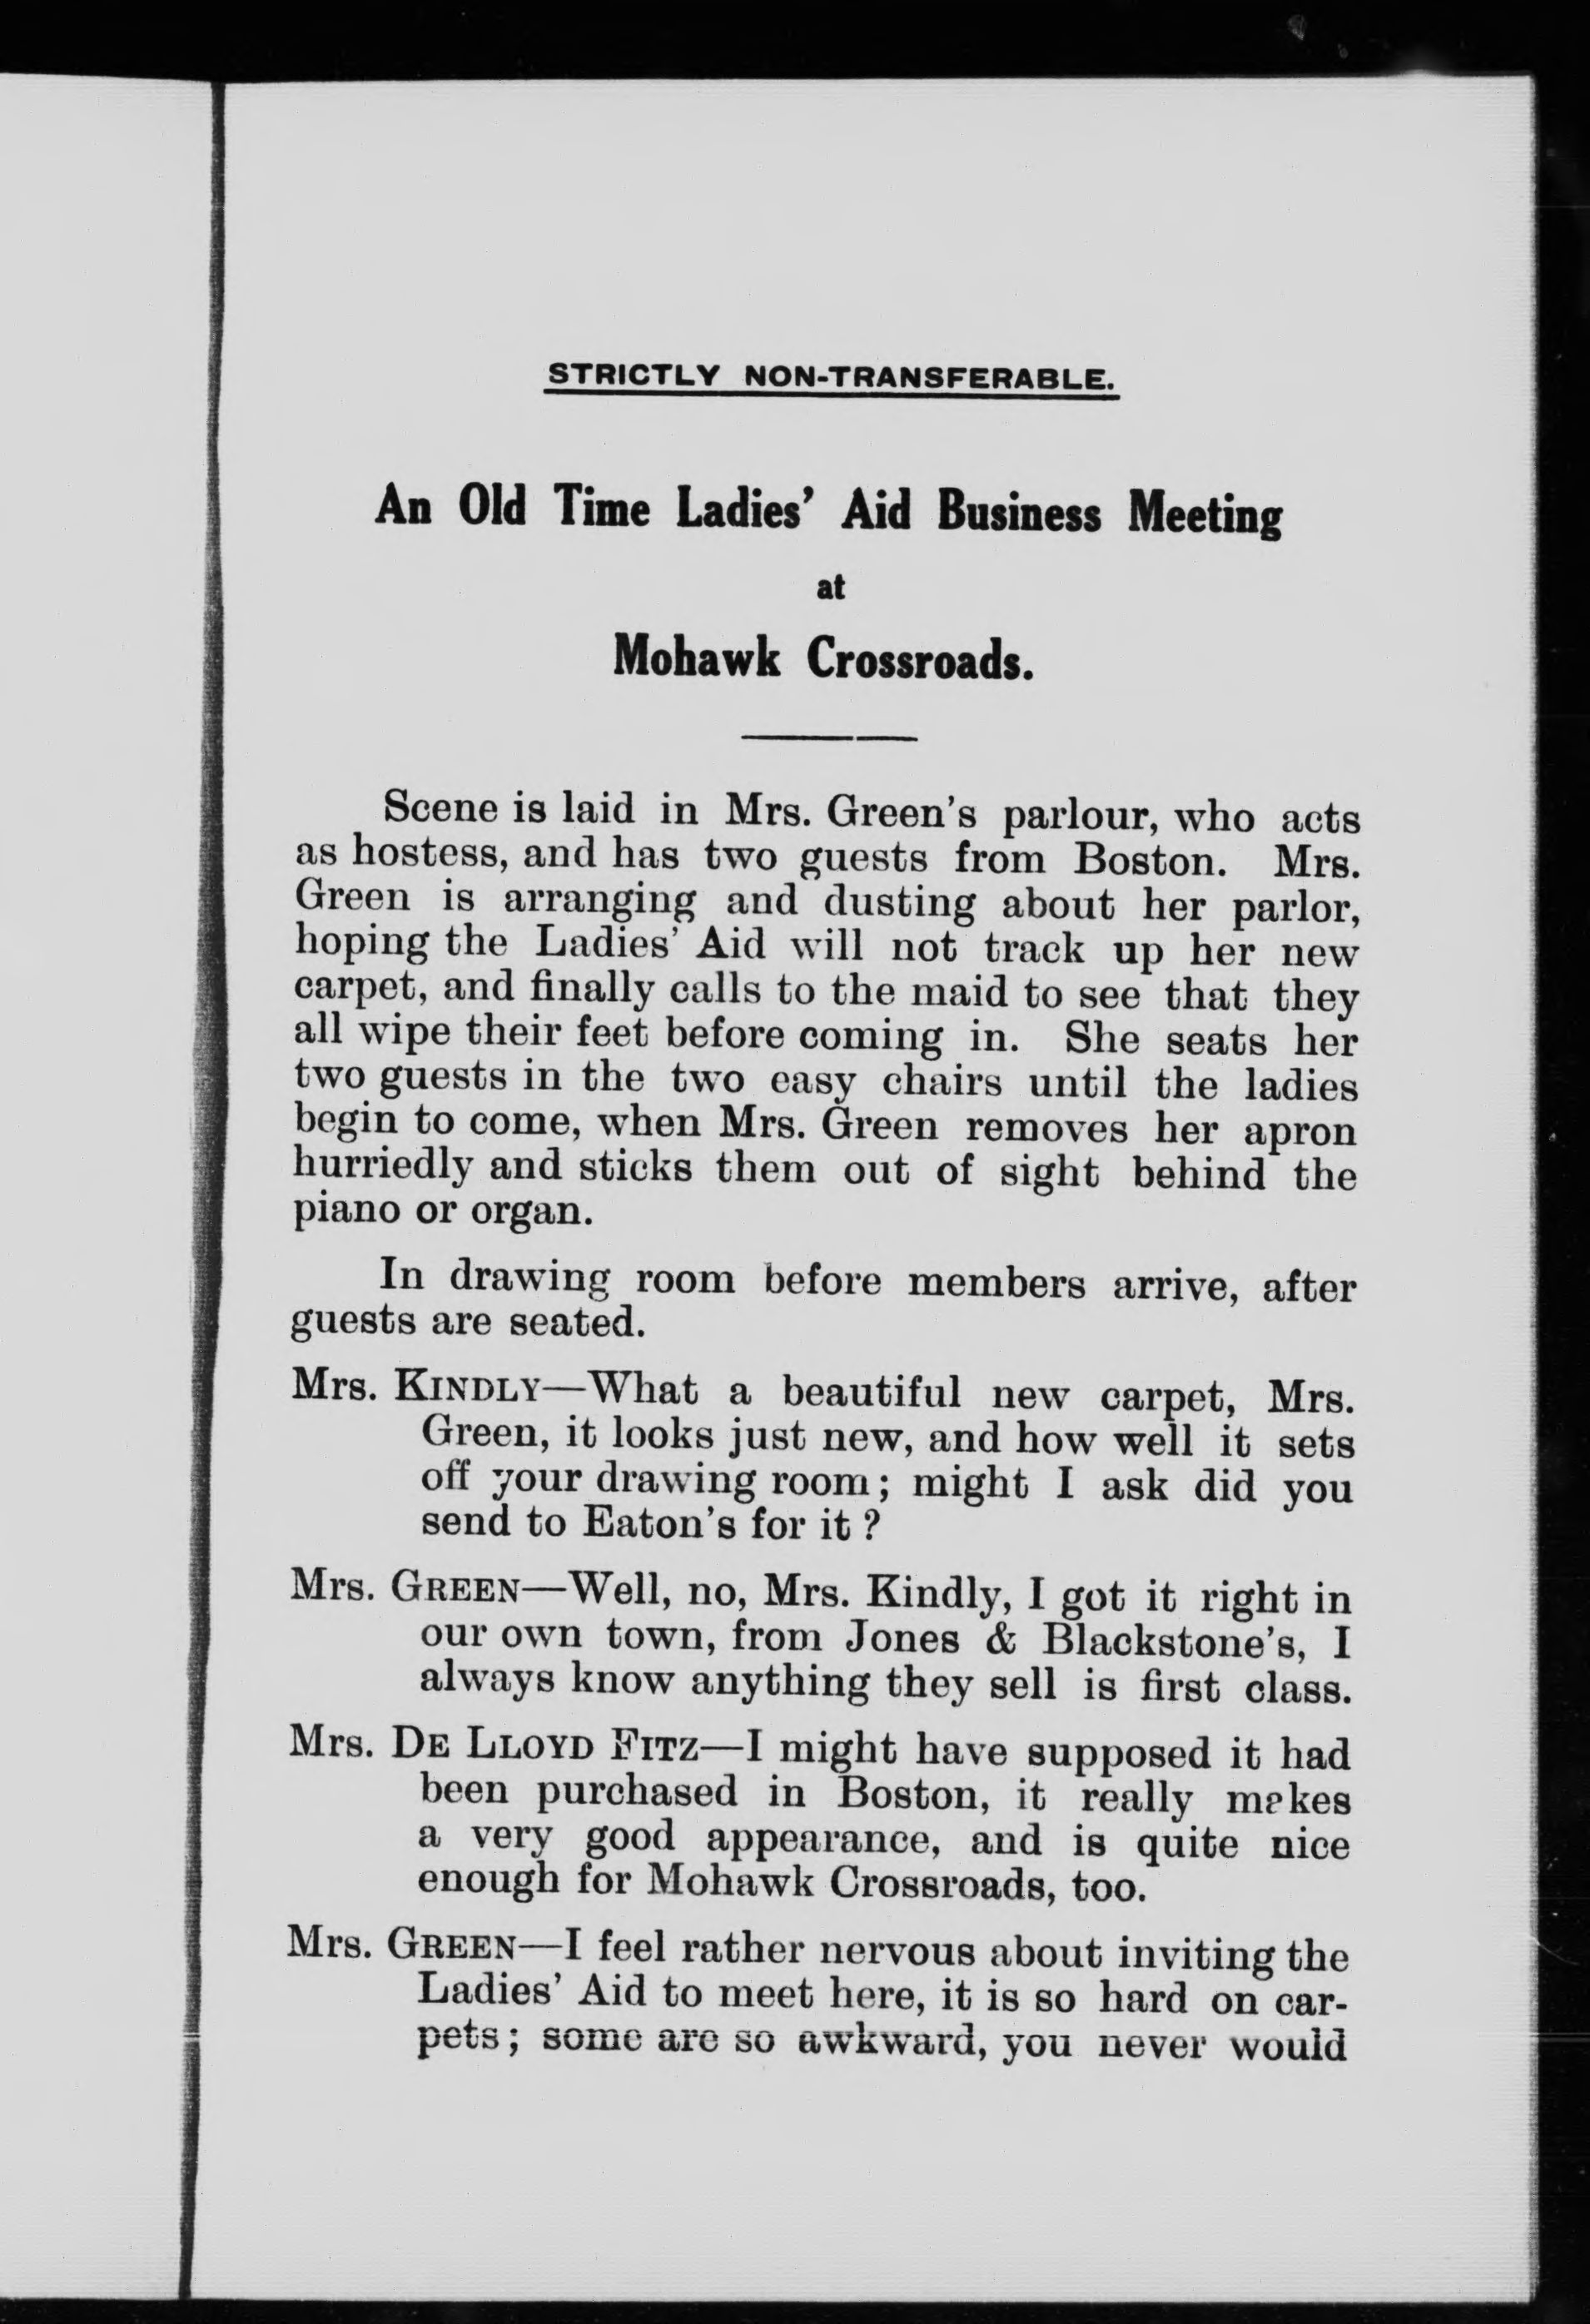 STRICTLY NON-TRANSFERABLE.
An Old Time Ladies' Aid Business Meeting
at
Mohawk Crossroads.
Scene is laid in Mrs. Green's parlour, who acts
as hostess, and has two guests from Boston. Mrs.
Green is arranging and dusting about her parlor,
hoping the Ladies' Aid will not track up her new
carpet, and finally calls to the maid to see that they
all wipe their feet before coming in. She seats her
two guests in the two easy chairs until the ladies
begin to come, when Mrs. Green removes her apron
hurriedly and sticks them out of sight behind the
piano or organ.
In drawing room before members arrive, after
guests are seated.
Mrs. KINDLY—What a beautiful new carpet, Mrs.
Green, it looks just new, and how well it sets
off your drawing room; might I ask did you
send to Eaton's for it ?
Mrs. GREEN—Well, no, Mrs. Kindly, I got it right in
our own town, from Jones & Blackstone's, I
always know anything they sell is first class.
Mrs. DE LLOYD FITZ—I might have supposed it had
been purchased in Boston, it really makes
a very good appearance, and is quite nice
enough for Mohawk Crossroads, too.
Mrs. GREEN—I feel rather nervous about inviting the
Ladies' Aid to meet here, it is so hard on car-
pets; some are so awkward, you never would